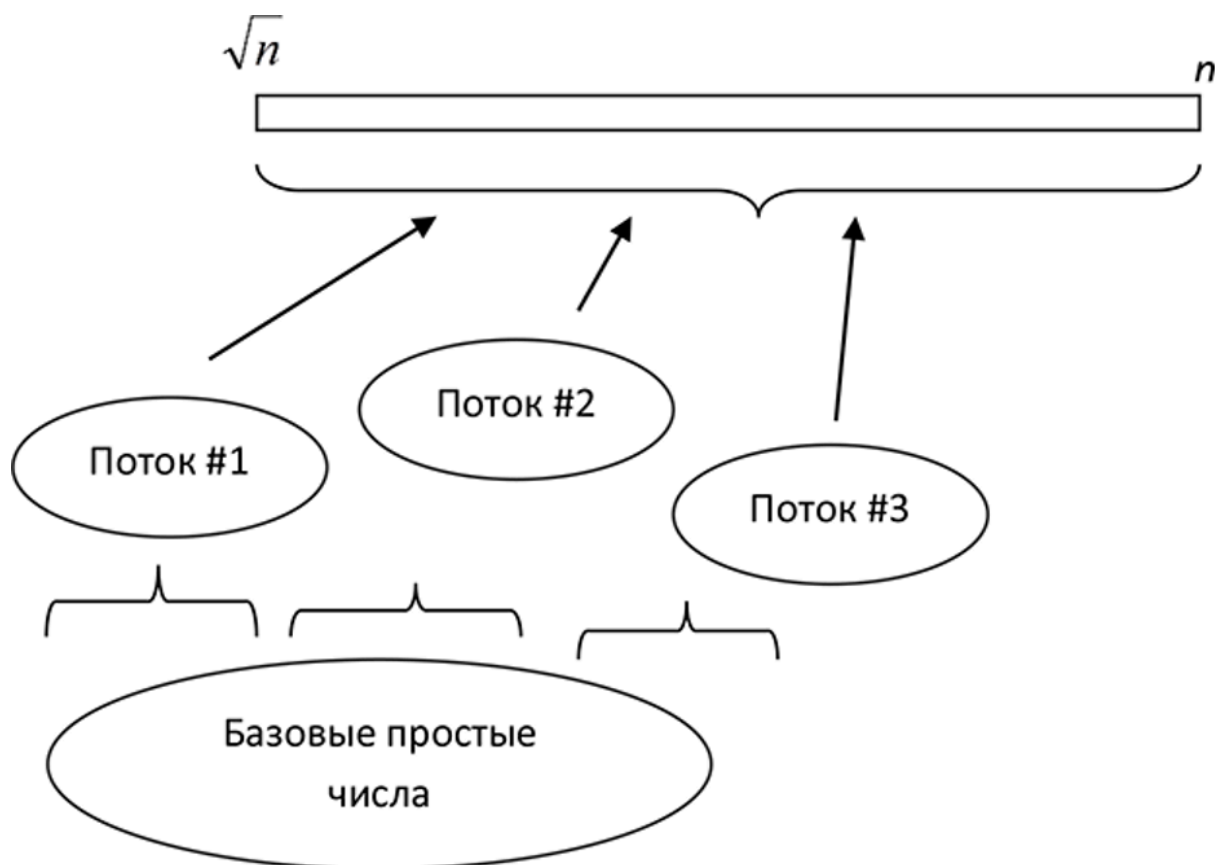 √n
n
Поток #1
Поток #2
Поток #3
Базовые простые
числа